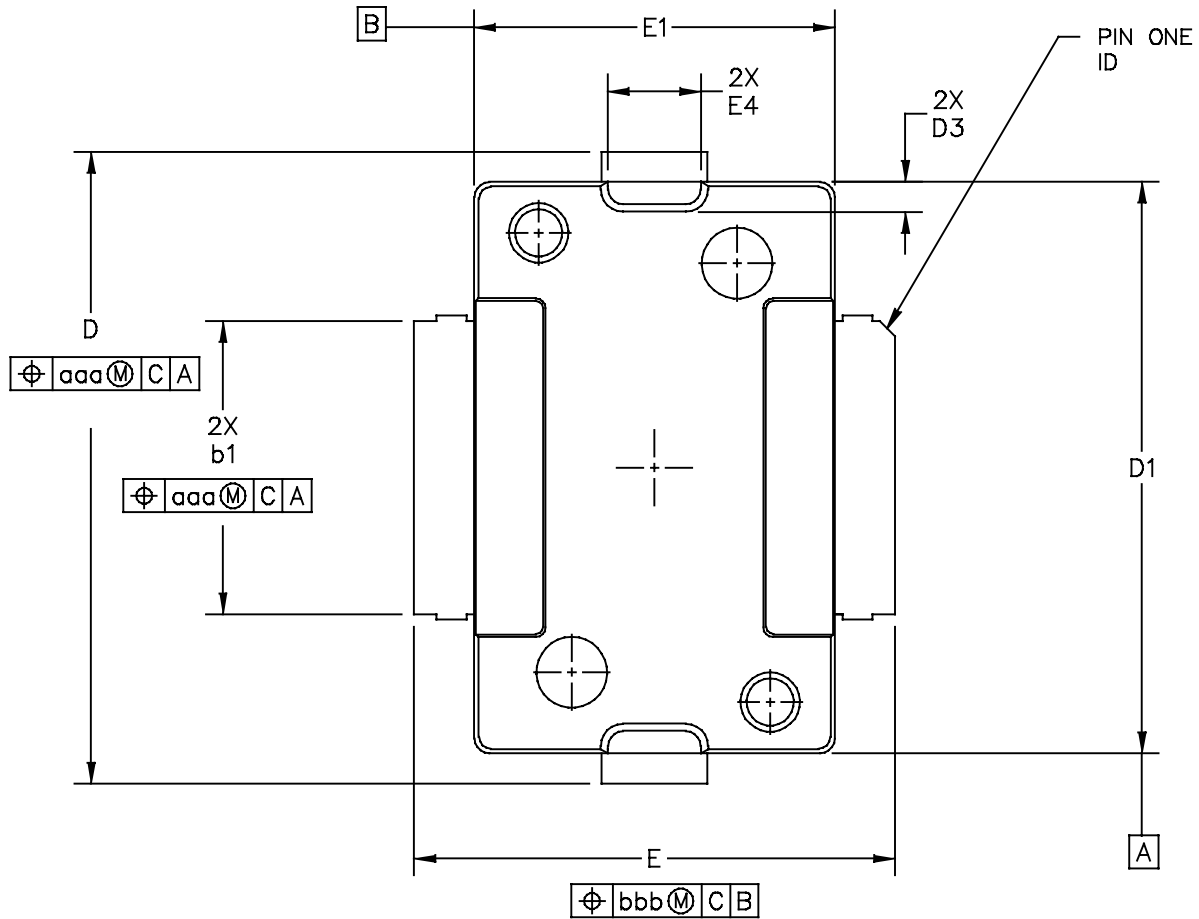 B
E1
PIN ONE
ID
2X
E4
2X
D3
D
⌖ aaa Ⓜ C A
2X
b1
⌖ aaa Ⓜ C A
D1
E
A
⌖ bbb Ⓜ C B